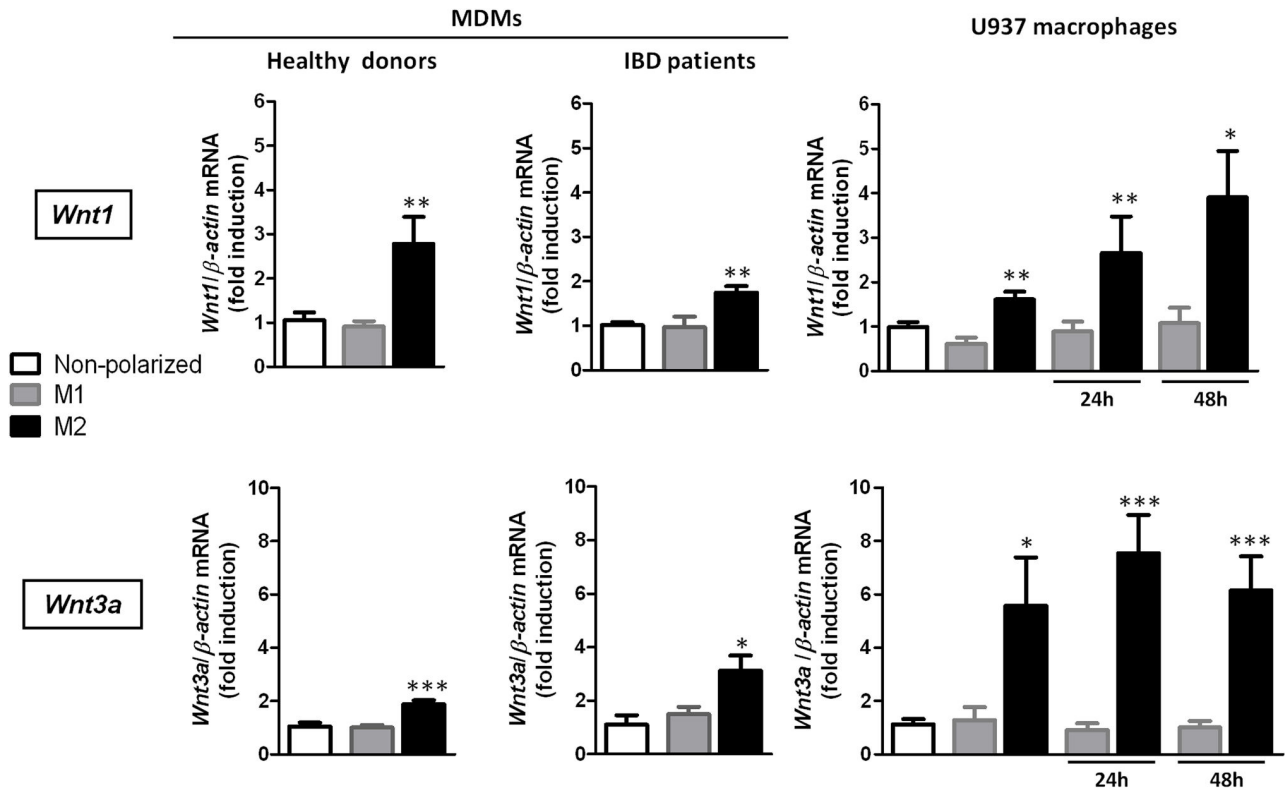 MDMs
U937 macrophages
Healthy donors
IBD patients
Wnt1
Wnt1/β-actin mRNA
(fold induction)
6
5
4
3
2
1
0
**
Wnt1/β-actin mRNA
(fold induction)
6
5
4
3
2
1
0
**
Wnt1/β-actin mRNA
(fold induction)
6
5
4
3
2
1
0
**
**
*
24h
48h
Non-polarized
M1
M2
Wnt3a
Wnt3a/β-actin mRNA
(fold induction)
10
8
6
4
2
0
***
Wnt3a/β-actin mRNA
(fold induction)
10
8
6
4
2
0
*
Wnt3a /β-actin mRNA
(fold induction)
10
8
6
4
2
0
*
***
***
24h
48h